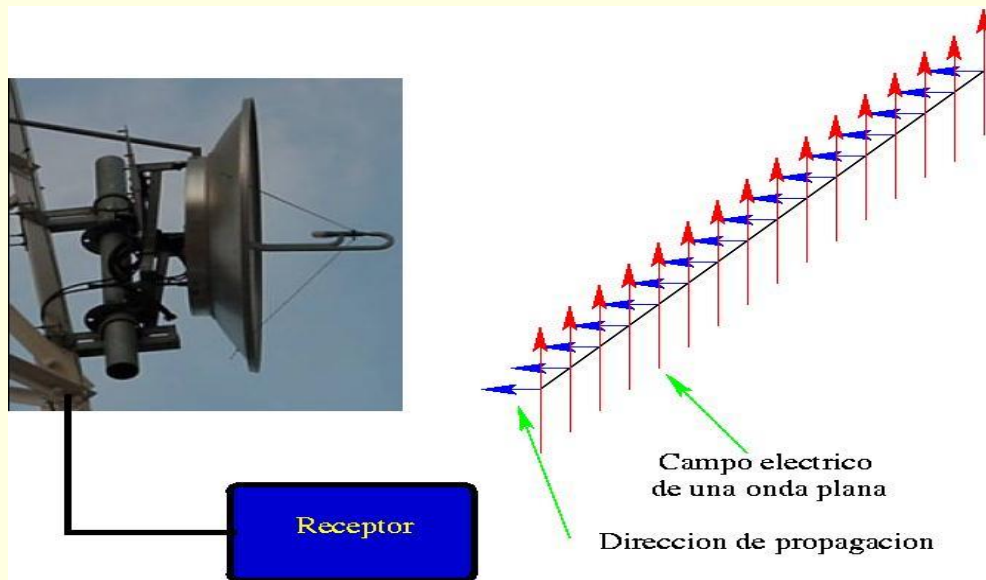 Receptor
Campo electrico
de una onda plana
Direccion de propagacion